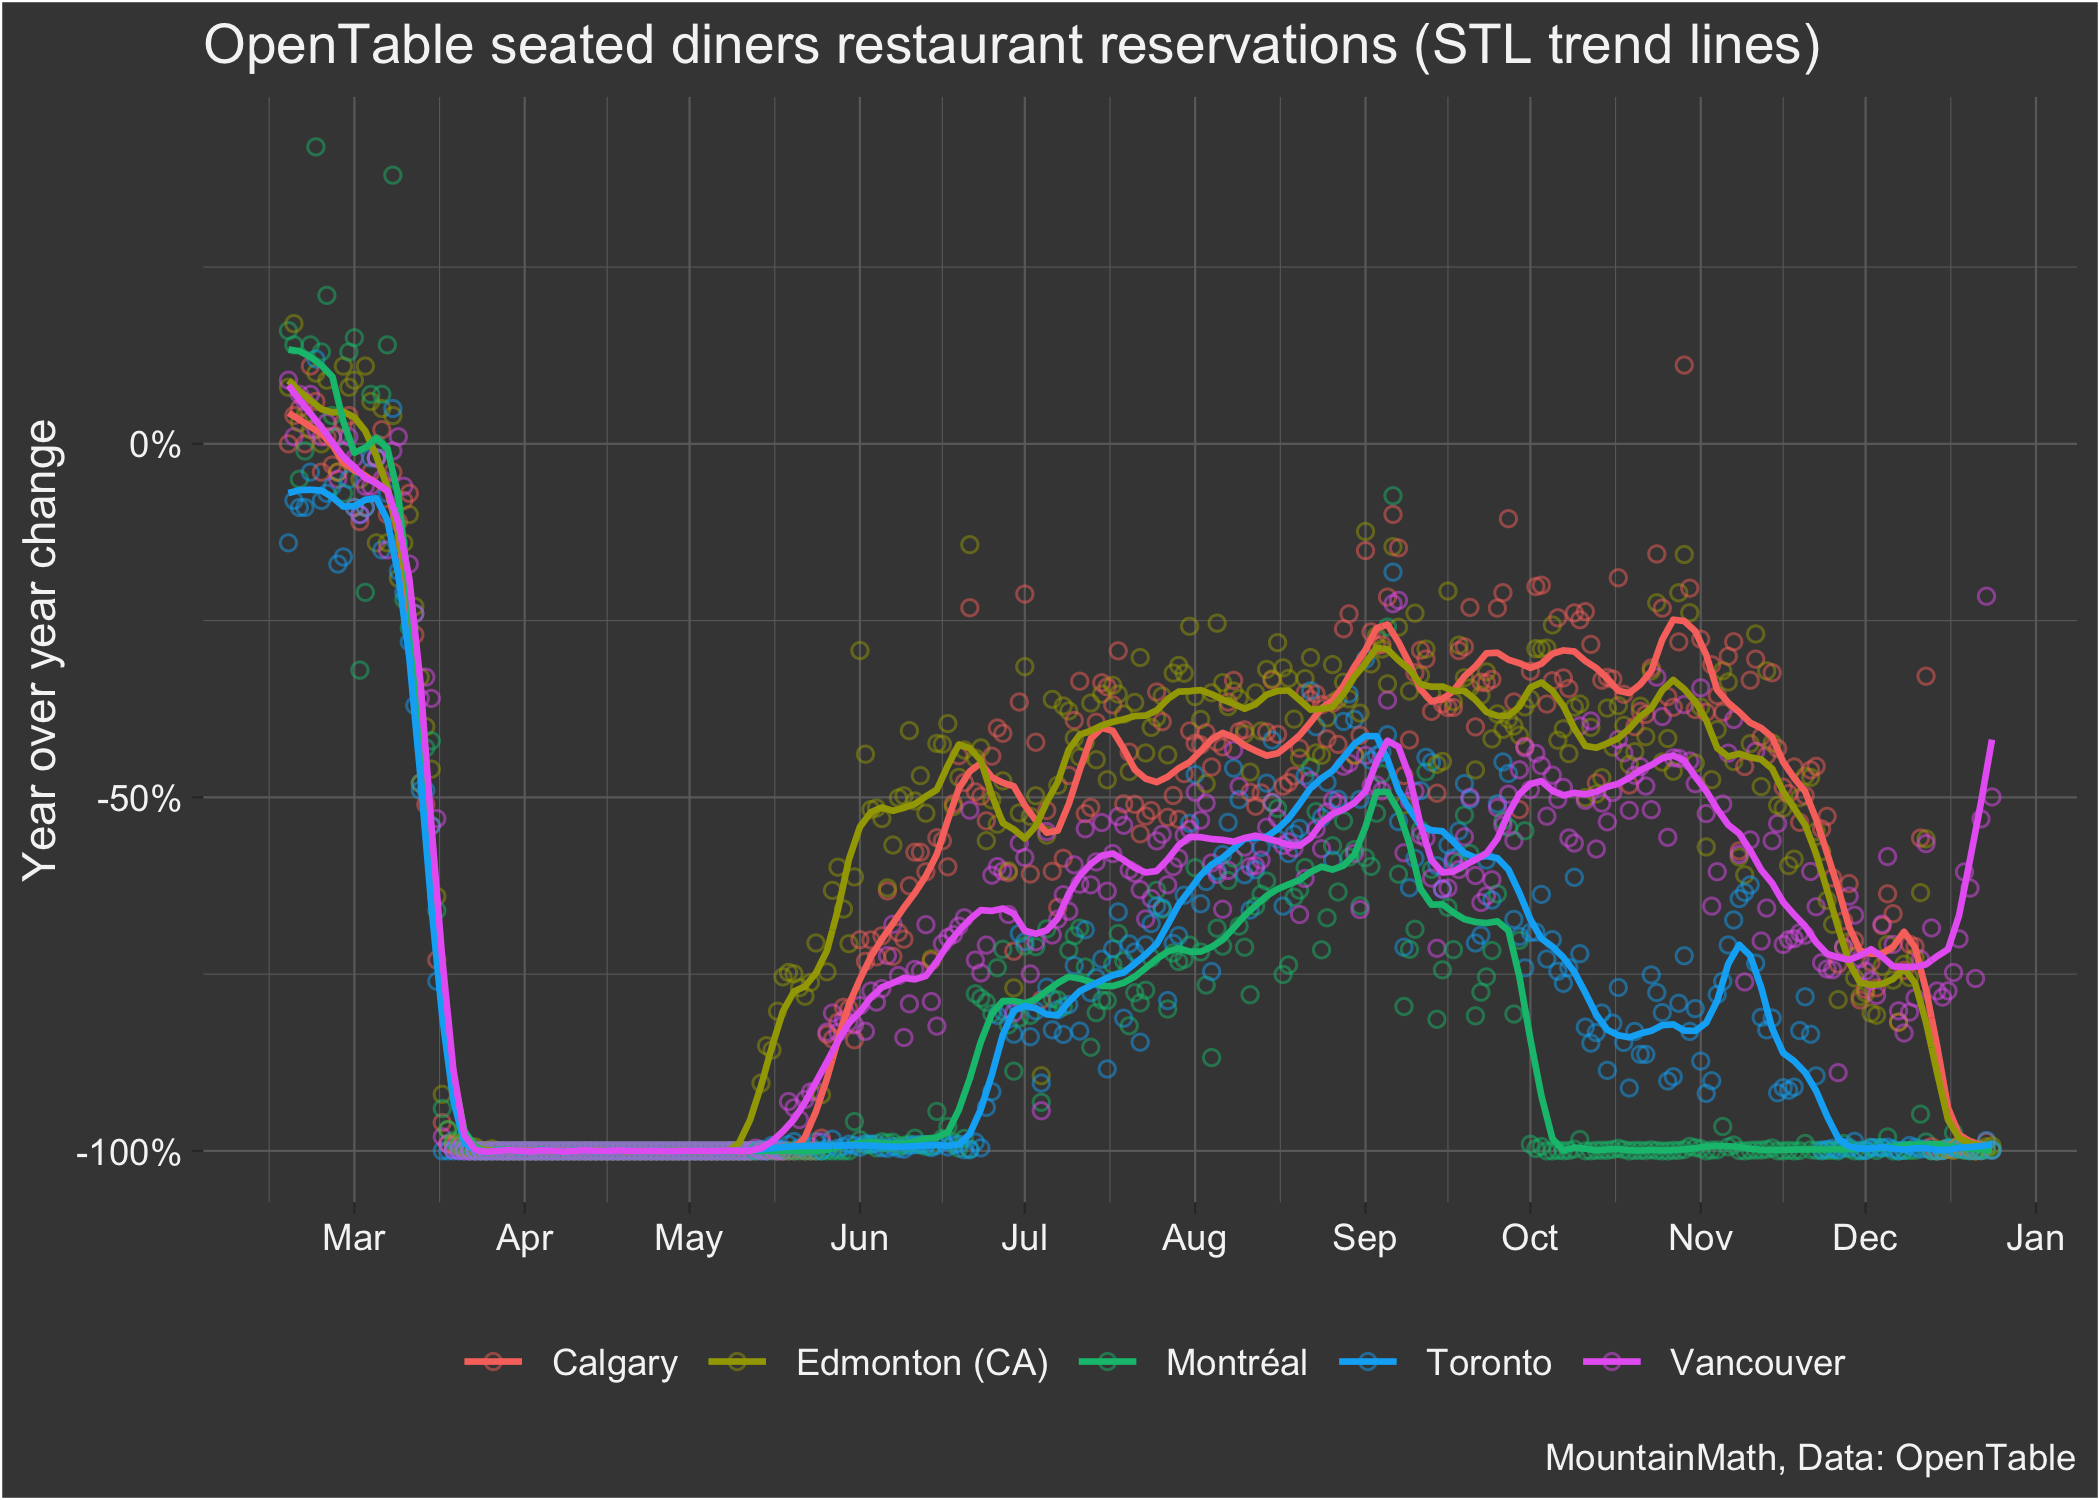 OpenTable seated diners restaurant reservations (STL trend lines)
Year over year change
0%
-50%
-100%
Mar Apr May Jun Jul Aug Sep Oct Nov Dec Jan
Calgary Edmonton (CA) Montréal Toronto Vancouver
MountainMath, Data: OpenTable